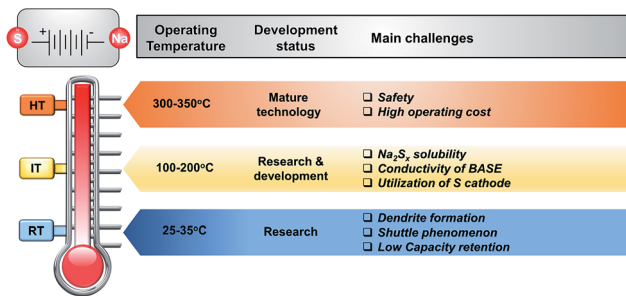 S + - Na
Operating Temperature
Development status
Main challenges
HT
300-350°C
Mature technology
❑ Safety
❑ High operating cost
IT
100-200°C
Research & development
❑ Na₂Sₓ solubility
❑ Conductivity of BASE
❑ Utilization of S cathode
RT
25-35°C
Research
❑ Dendrite formation
❑ Shuttle phenomenon
❑ Low Capacity retention